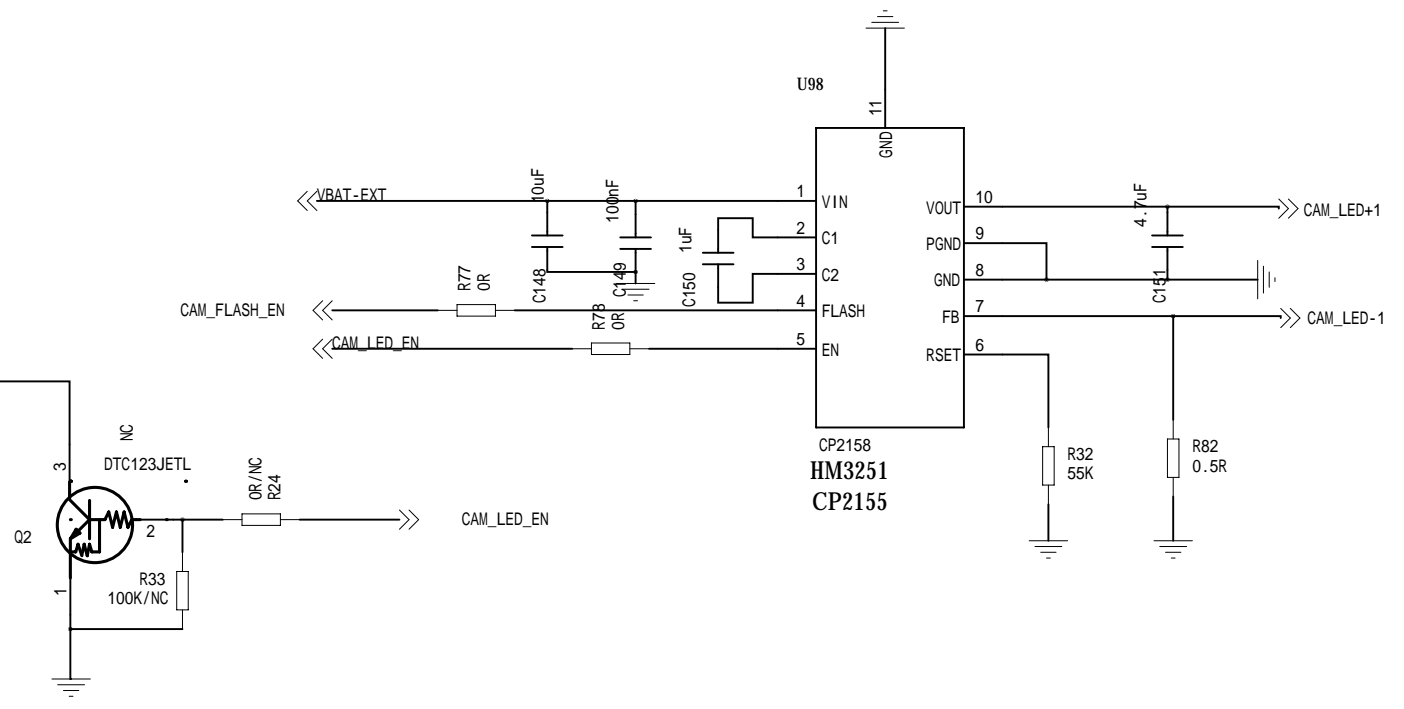 U98
11
GND
VBAT-EXT
10uF
100nF
1
VIN
VOUT
10
4.7uF
CAM_LED+1
2
C1
PGND
9
1uF
3
C2
GND
8
C148
C149
C150
C151
R77
0R
CAM_FLASH_EN
4
FLASH
FB
7
CAM_LED-1
R78
0R
CAM_LED_EN
5
EN
RSET
6
CP2158
HM3251
CP2155
R32
55K
R82
0.5R
NC
DTC123JETL
3
0R/NC
R24
Q2
2
CAM_LED_EN
1
R33
100K/NC